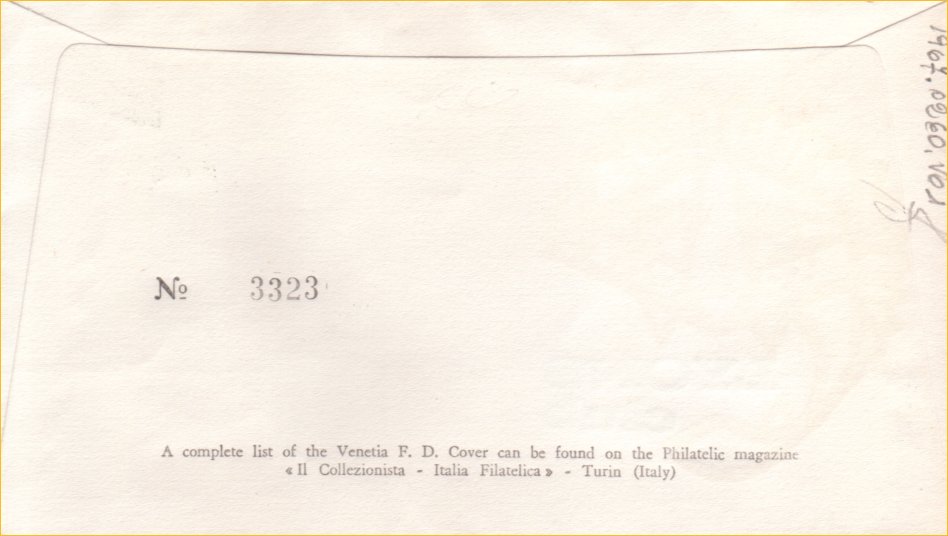 Nº 3323
A complete list of the Venetia F. D. Cover can be found on the Philatelic magazine
« Il Collezionista - Italia Filatelica » - Turin (Italy)